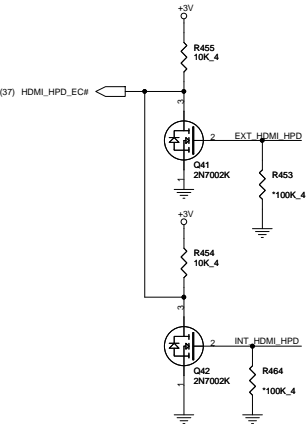 +3V
R455
10K_4
(37) HDMI_HPD_EC#
3
2
EXT_HDMI_HPD
Q41
2N7002K
1
R453
*100K_4
+3V
R454
10K_4
3
2
INT_HDMI_HPD
Q42
2N7002K
1
R464
*100K_4